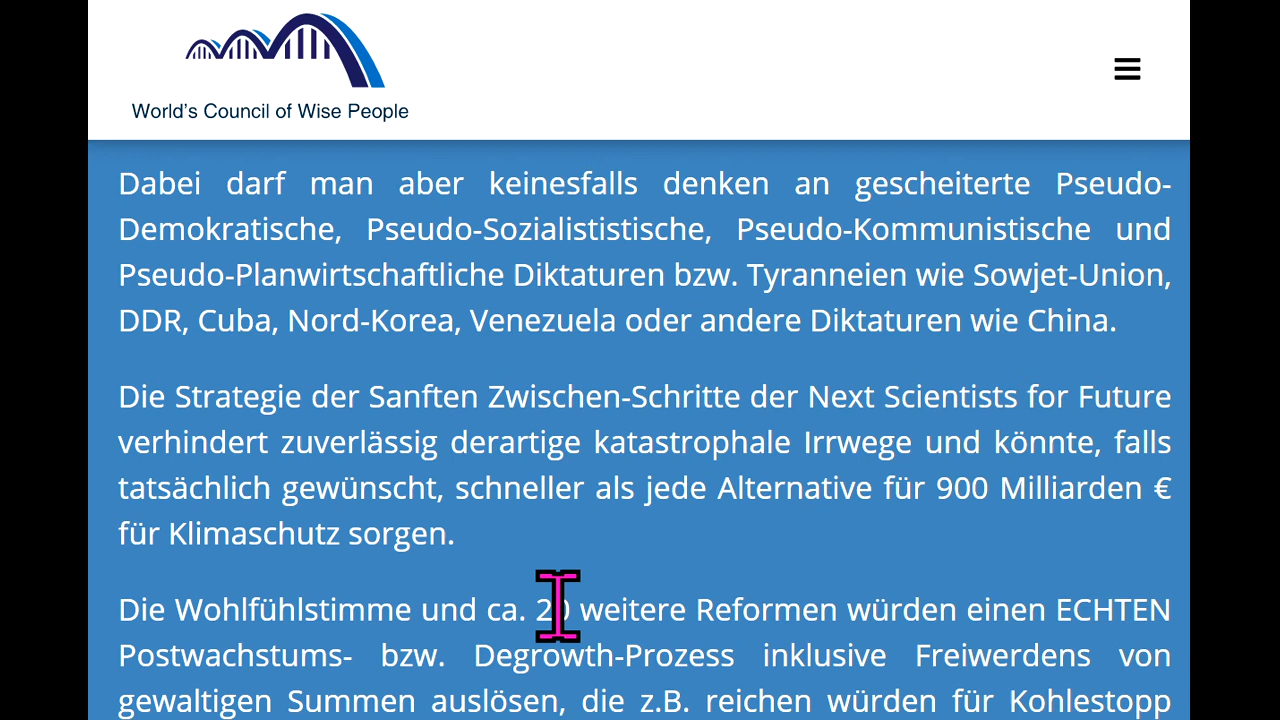 World's Council of Wise People
Dabei darf man aber keinesfalls denken an gescheiterte Pseudo-
Demokratische, Pseudo-Sozialististische, Pseudo-Kommunistische und
Pseudo-Planwirtschaftliche Diktaturen bzw. Tyranneien wie Sowjet-Union,
DDR, Cuba, Nord-Korea, Venezuela oder andere Diktaturen wie China.
Die Strategie der Sanften Zwischen-Schritte der Next Scientists for Future
verhindert zuverlässig derartige katastrophale Irrwege und könnte, falls
tatsächlich gewünscht, schneller als jede Alternative für 900 Milliarden €
für Klimaschutz sorgen.
Die Wohlfühlstimme und ca. 20 weitere Reformen würden einen ECHTEN
Postwachstums- bzw. Degrowth-Prozess inklusive Freiwerdens von
gewaltigen Summen auslösen, die z.B. reichen würden für Kohlestopp